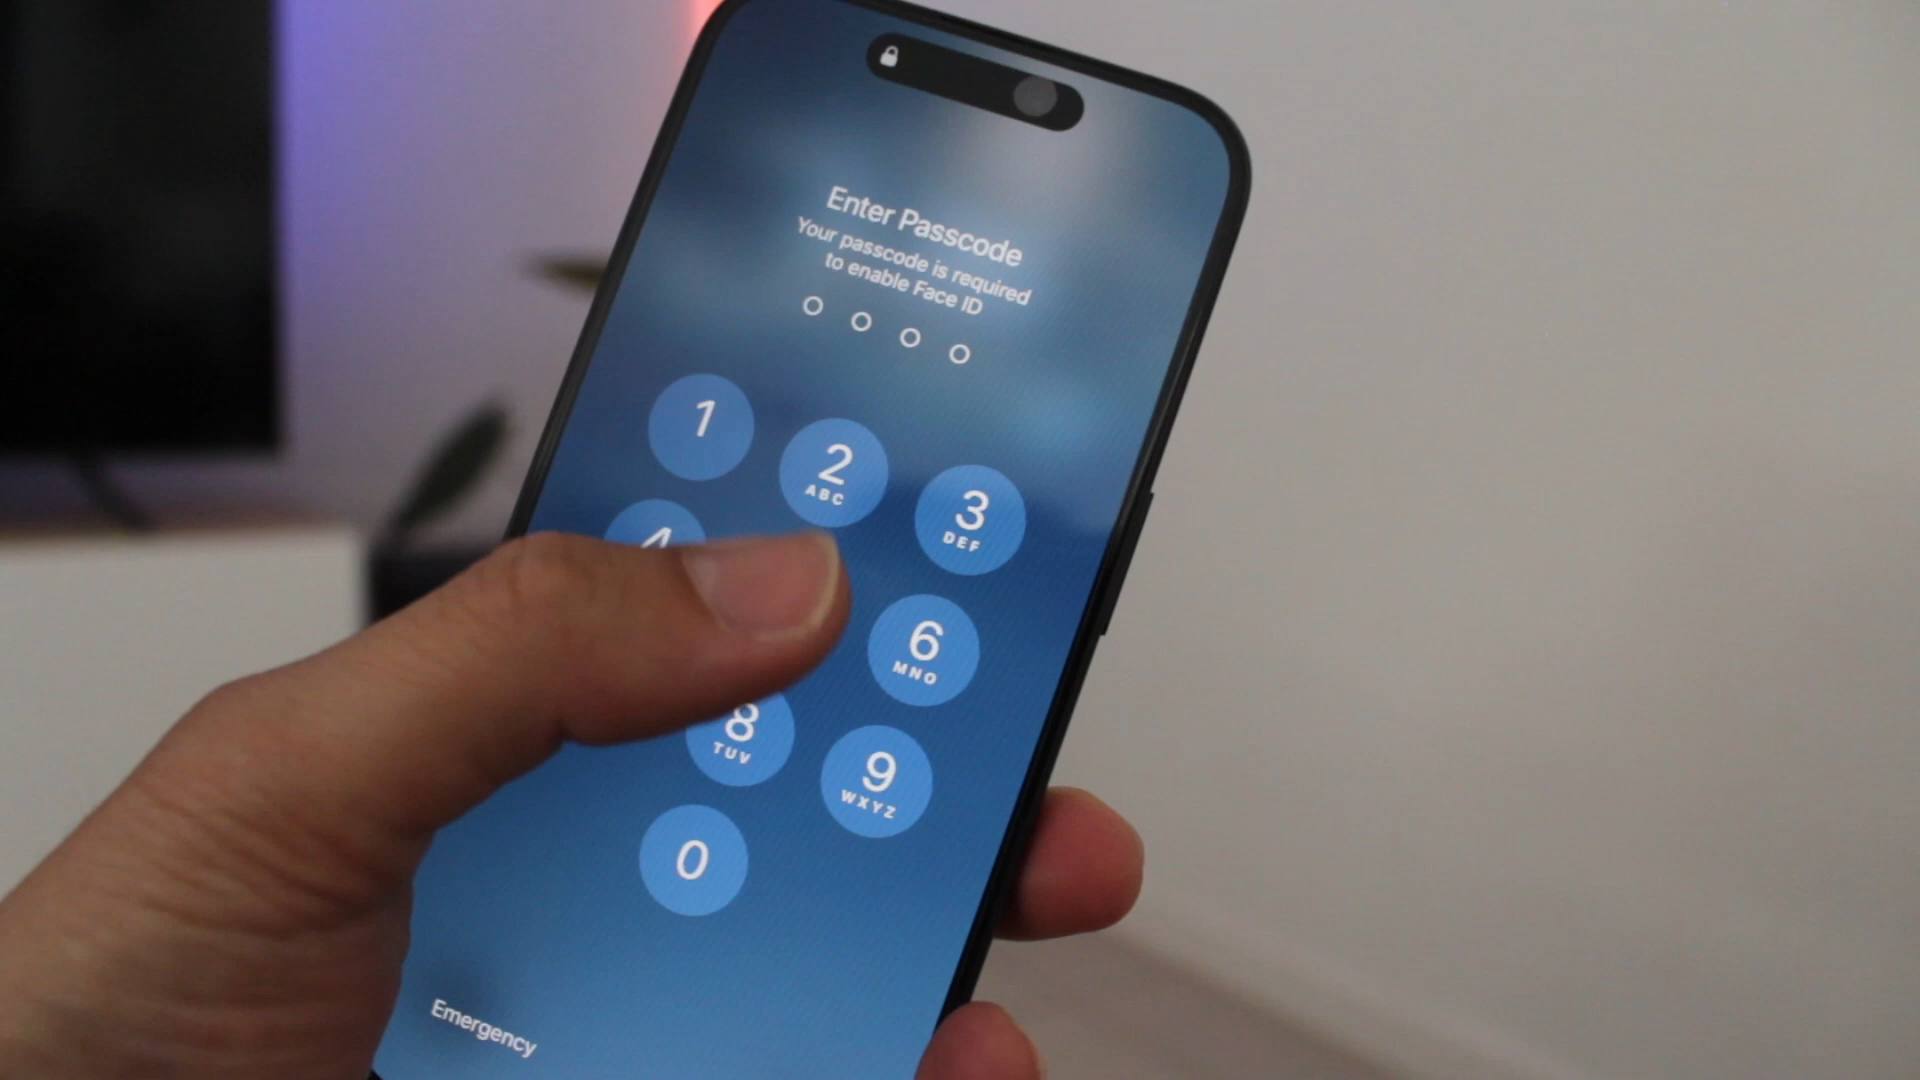 Enter Passcode
Your passcode is required
to enable Face ID
1
2
ABC
3
DEF
4
6
MNO
8
TUV
9
WXYZ
0
Emergency